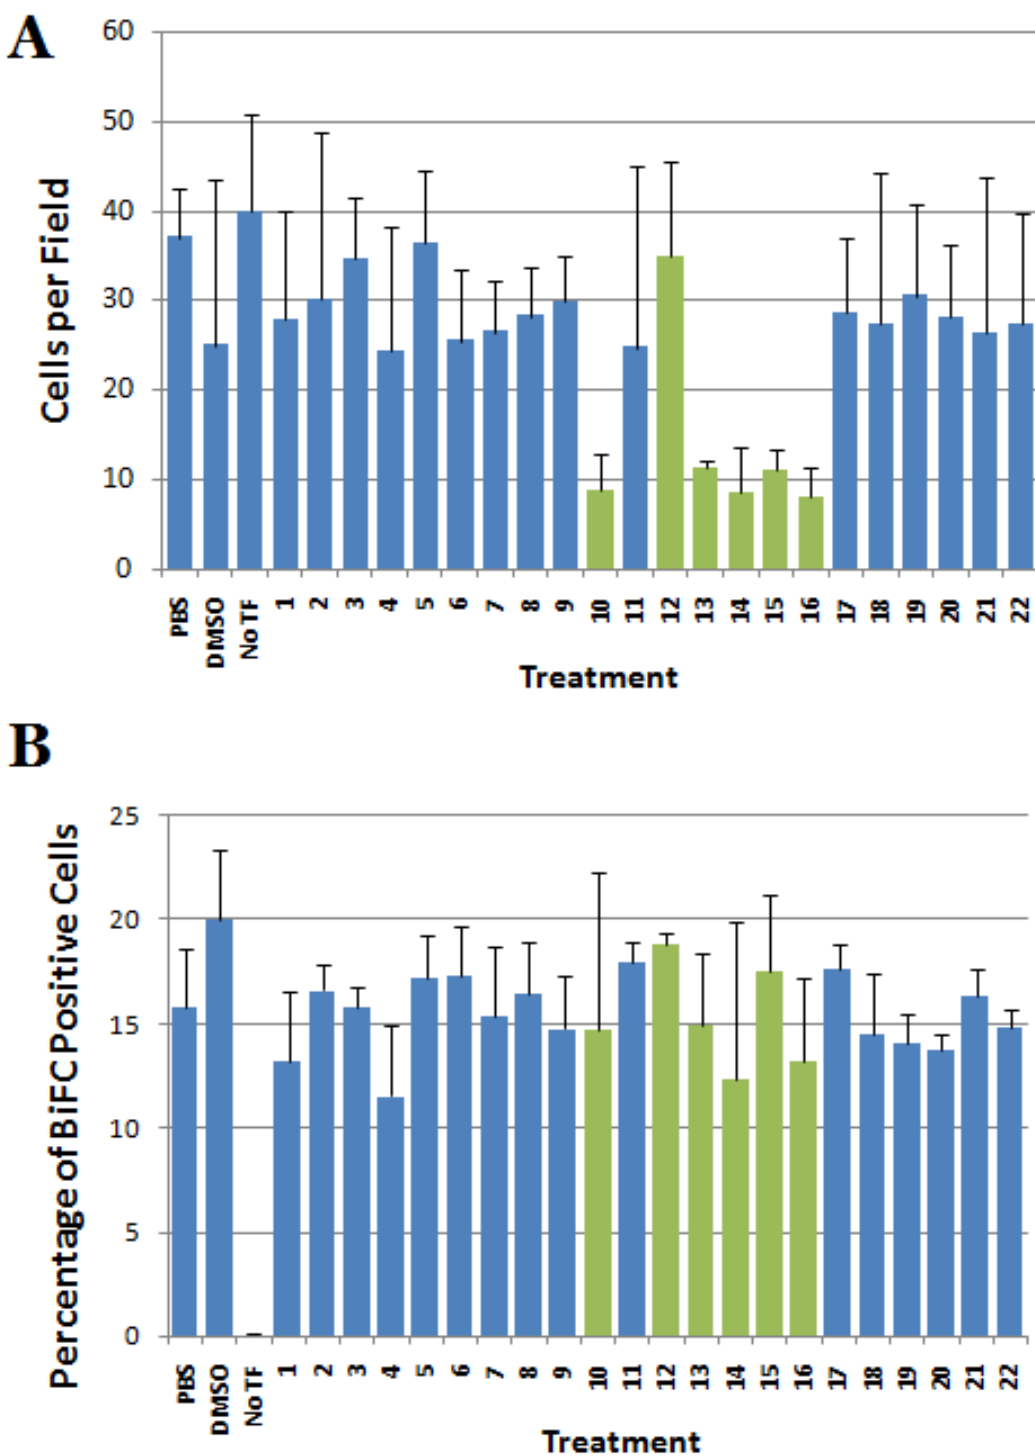 A
Cells per Field
60
50
40
30
20
10
0
PBS DMSO No TF 1 2 3 4 5 6 7 8 9 10 11 12 13 14 15 16 17 18 19 20 21 22
Treatment
B
Percentage of BiFC Positive Cells
25
20
15
10
5
0
PBS DMSO No TF 1 2 3 4 5 6 7 8 9 10 11 12 13 14 15 16 17 18 19 20 21 22
Treatment